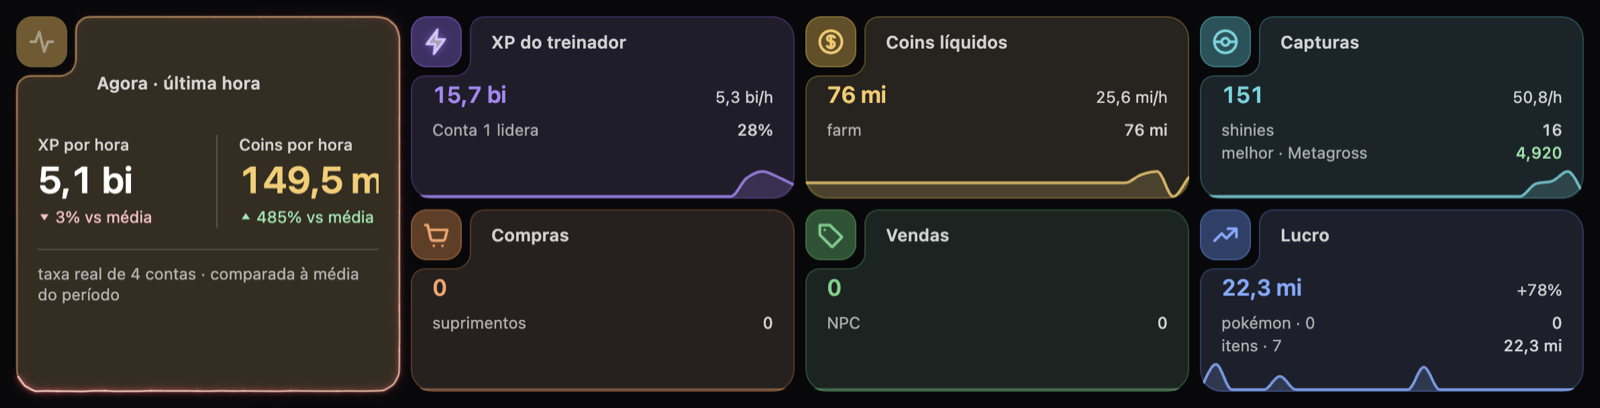 Agora · última hora
XP por hora
5,1 bi
▼ 3% vs média
Coins por hora
149,5 m
▲ 485% vs média
taxa real de 4 contas · comparada à média
do período
XP do treinador
15,7 bi
5,3 bi/h
Conta 1 lidera
28%
Coins líquidos
76 mi
25,6 mi/h
farm
76 mi
Capturas
151
50,8/h
shinies
16
melhor · Metagross
4,920
Compras
0
suprimentos
0
Vendas
0
NPC
0
Lucro
22,3 mi
+78%
pokémon · 0
0
itens · 7
22,3 mi